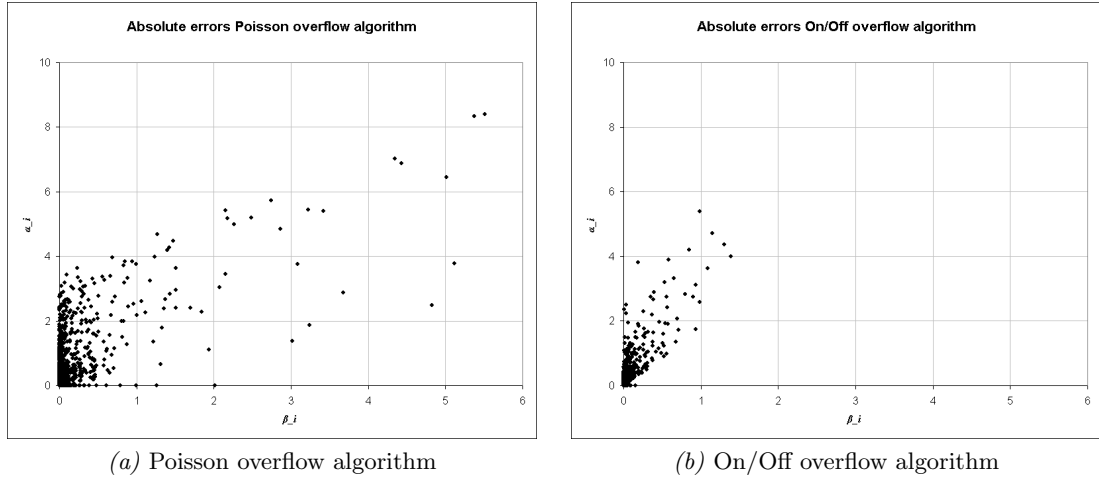 Absolute errors Poisson overflow algorithm
10
8
6
4
2
0
α_i
0 1 2 3 4 5 6
β_i
Absolute errors On/Off overflow algorithm
10
8
6
4
2
0
α_i
0 1 2 3 4 5 6
β_i
(a) Poisson overflow algorithm
(b) On/Off overflow algorithm